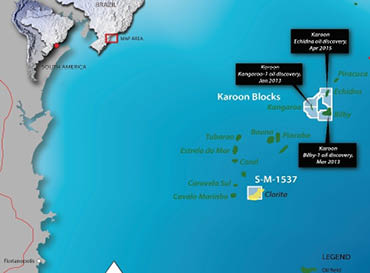 BRAZIL
MAP AREA
SOUTH AMERICA
Karoon
Echidna oil discovery,
Apr 2015
Karoon
Kangaroo-1 oil discovery,
Jan 2013
Piracuca
Echidna
Karoon Blocks
Kangaroo
Bilby
Tubarao
Bauna
Piarabu
Estrela do Mar
Karoon
Bilby-1 oil discovery,
Mar 2013
Coral
S-M-1537
Caravela Sul
Cavalo Marinho
Clorita
Florianopolis
LEGEND
Oil field